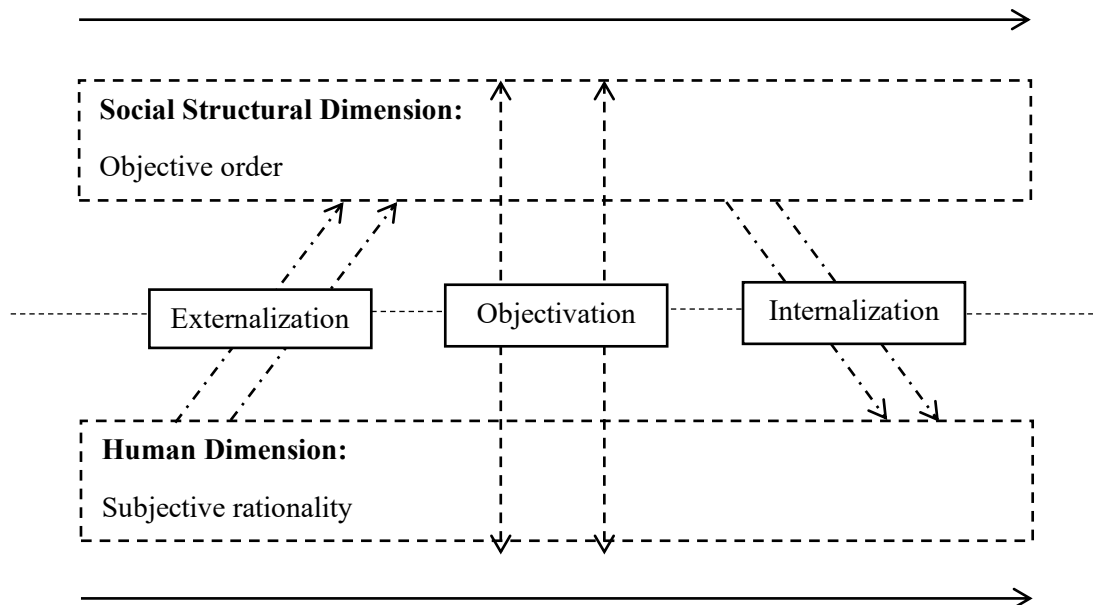 Social Structural Dimension:
Objective order
Externalization
Objectivation
Internalization
Human Dimension:
Subjective rationality